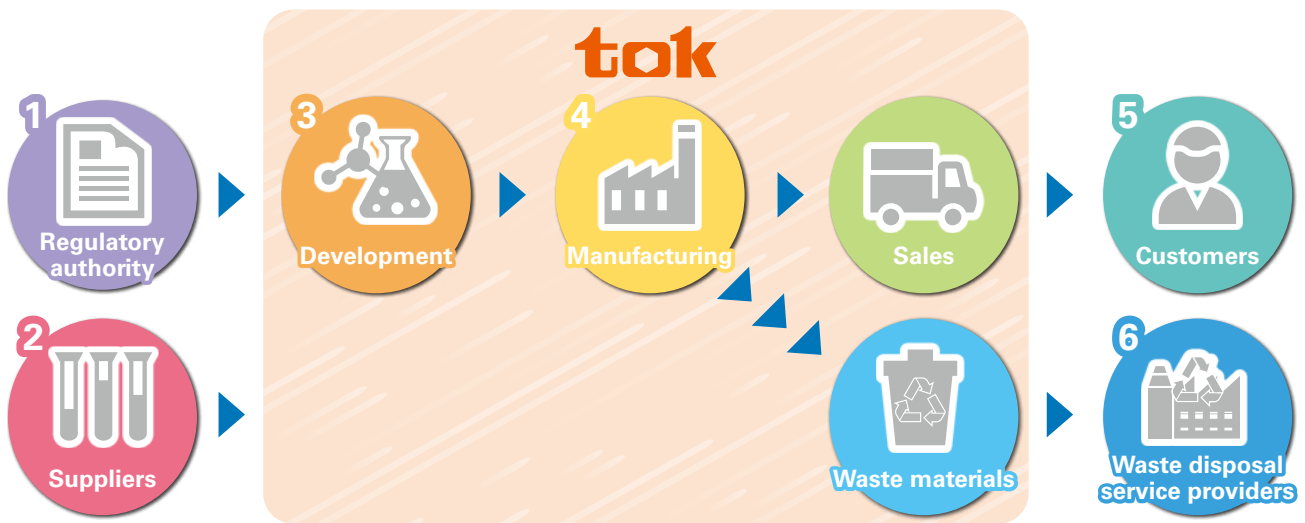 tok
1
Regulatory
authority
3
Development
4
Manufacturing
Sales
5
Customers
2
Suppliers
Waste materials
6
Waste disposal
service providers